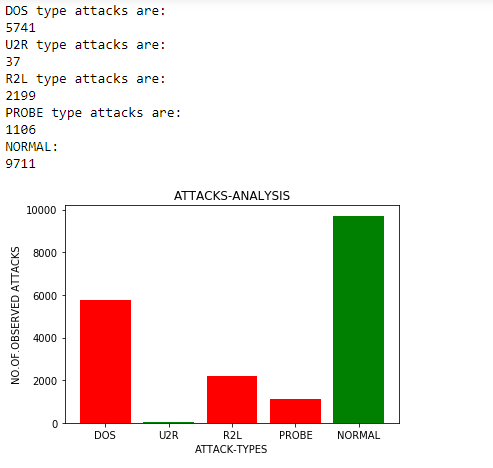 DOS type attacks are:
5741
U2R type attacks are:
37
R2L type attacks are:
2199
PROBE type attacks are:
1106
NORMAL:
9711
ATTACKS-ANALYSIS
10000
8000
6000
4000
2000
0
NO.OF.OBSERVED ATTACKS
DOS U2R R2L PROBE NORMAL
ATTACK-TYPES